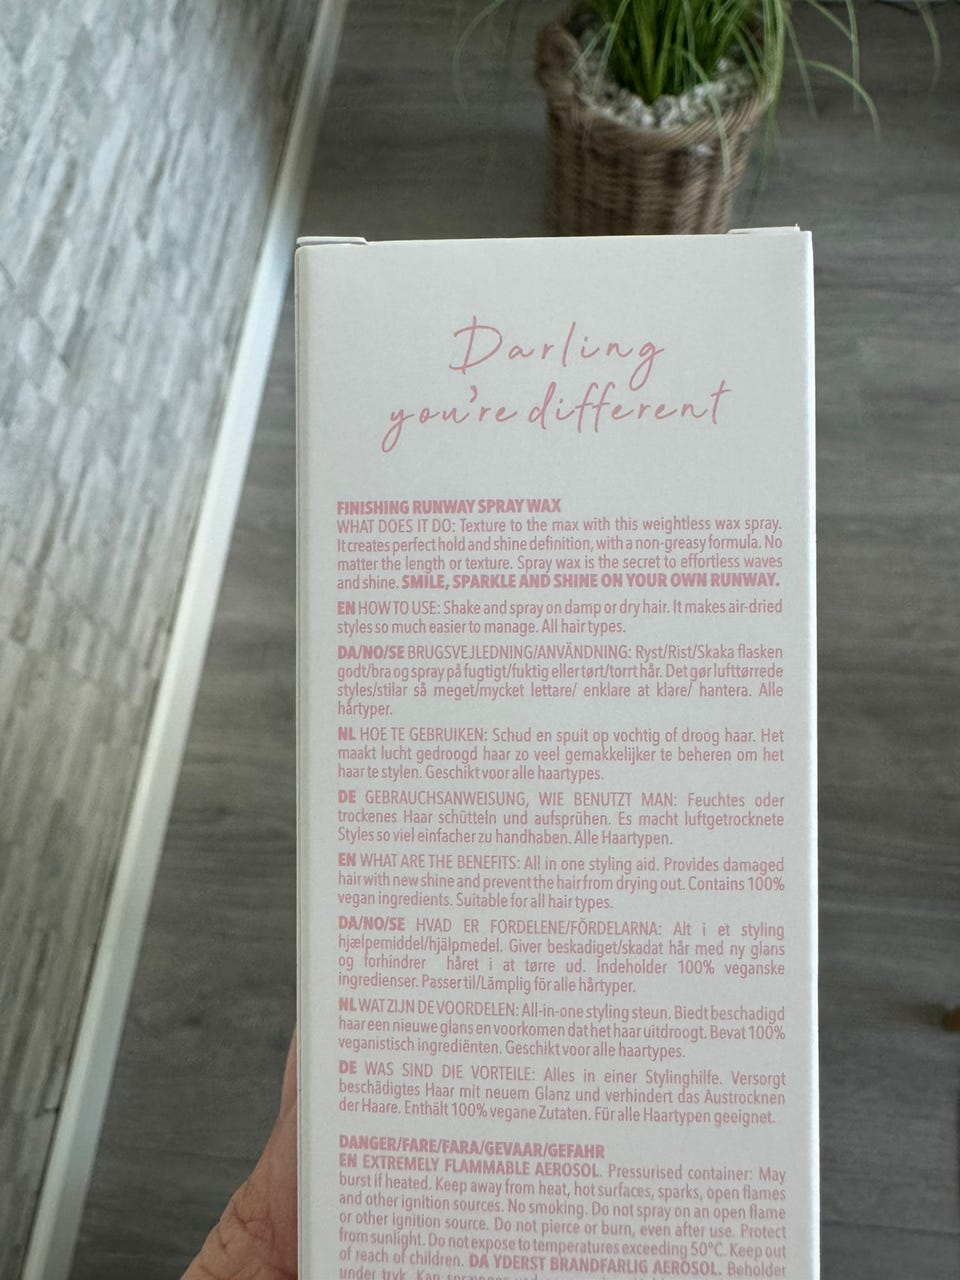 Darling
you're different
FINISHING RUNWAY SPRAY WAX
WHAT DOES IT DO: Texture to the max with this weightless wax spray.
It creates perfect hold and shine definition, with a non-greasy formula. No
matter the length or texture. Spray wax is the secret to effortless waves
and shine. SMILE, SPARKLE AND SHINE ON YOUR OWN RUNWAY.
EN HOW TO USE: Shake and spray on damp or dry hair. It makes air-dried
styles so much easier to manage. All hair types.
DA/NO/SE BRUGSVEJLEDNING/ANVÄNDNING: Ryst/Rist/Skaka flasken
godt/bra og spray på fugtigt/fuktig eller tørt/torrt hår. Det gør lufttørrede
styles/stilar så meget/mycket lettare/ enklare at klare/ hantera. Alle
hårtyper.
NL HOE TE GEBRUIKEN: Schud en spuit op vochtig of droog haar. Het
maakt lucht gedroogd haar zo veel gemakkelijker te beheren om het
haar te stylen. Geschikt voor alle haartypes.
DE GEBRAUCHSANWEISUNG, WIE BENUTZT MAN: Feuchtes oder
trockenes Haar schütteln und aufsprühen. Es macht luftgetrocknete
Styles so viel einfacher zu handhaben. Alle Haartypen.
EN WHAT ARE THE BENEFITS: All in one styling aid. Provides damaged
hair with new shine and prevent the hair from drying out. Contains 100%
vegan ingredients. Suitable for all hair types.
DA/NO/SE HVAD ER FORDELENE/FÖRDELARNA: Alt i et styling
hjælpemiddel/hjälpmedel. Giver beskadiget/skadat hår med ny glans
og forhindrer håret i at tørre ud. Indeholder 100% veganske
ingredienser. Passer til/Lämplig för alle hårtyper.
NL WAT ZIJN DE VOORDELEN: All-in-one styling steun. Biedt beschadigd
haar een nieuwe glans en voorkomen dat het haar uitdroogt. Bevat 100%
veganistisch ingrediënten. Geschikt voor alle haartypes.
DE WAS SIND DIE VORTEILE: Alles in einer Stylinghilfe. Versorgt
beschädigtes Haar mit neuem Glanz und verhindert das Austrocknen
der Haare. Enthält 100% vegane Zutaten. Für alle Haartypen geeignet.
DANGER/FARE/FARA/GEVAAR/GEFAHR
EN EXTREMELY FLAMMABLE AEROSOL. Pressurised container: May
burst if heated. Keep away from heat, hot surfaces, sparks, open flames
and other ignition sources. No smoking. Do not spray on an open flame
or other ignition source. Do not pierce or burn, even after use. Protect
from sunlight. Do not expose to temperatures exceeding 50°C. Keep out
of reach of children. DA YDERST BRANDFARLIG AEROSOL. Beholder
under tryk. Kan